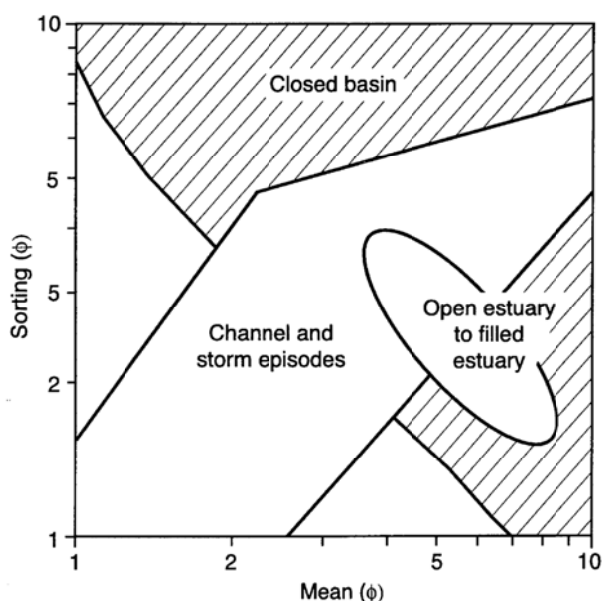 10
Closed basin
5
Sorting (ϕ)
5
Open estuary
to filled
estuary
Channel and
storm episodes
2
1
1
2
5
10
Mean (ϕ)